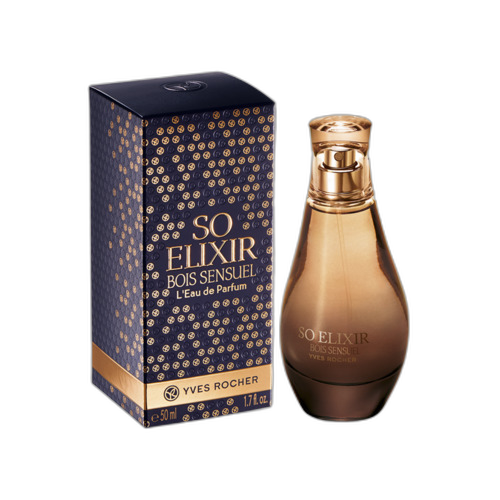 SO
ELIXIR
BOIS SENSUEL
L'Eau de Parfum
YVES ROCHER
e 50 ml 1.7 fl. oz.
SO ELIXIR
BOIS SENSUEL
YVES ROCHER